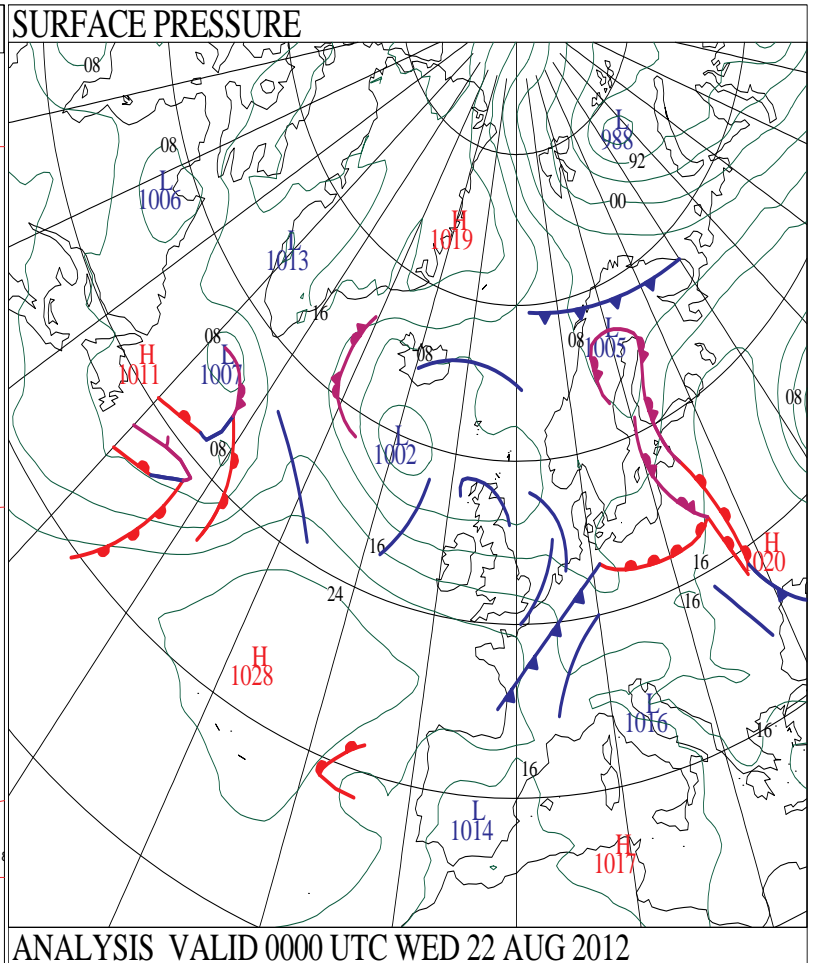 SURFACE PRESSURE
08
L
988
92
08
L
1006
00
H
1019
L
1013
16
08
L
1005
08
H
1011
L
1007
08
08
L
1002
08
16
H
1020
16
24
16
H
1028
L
1016
16
16
L
1014
H
1017
ANALYSIS VALID 0000 UTC WED 22 AUG 2012